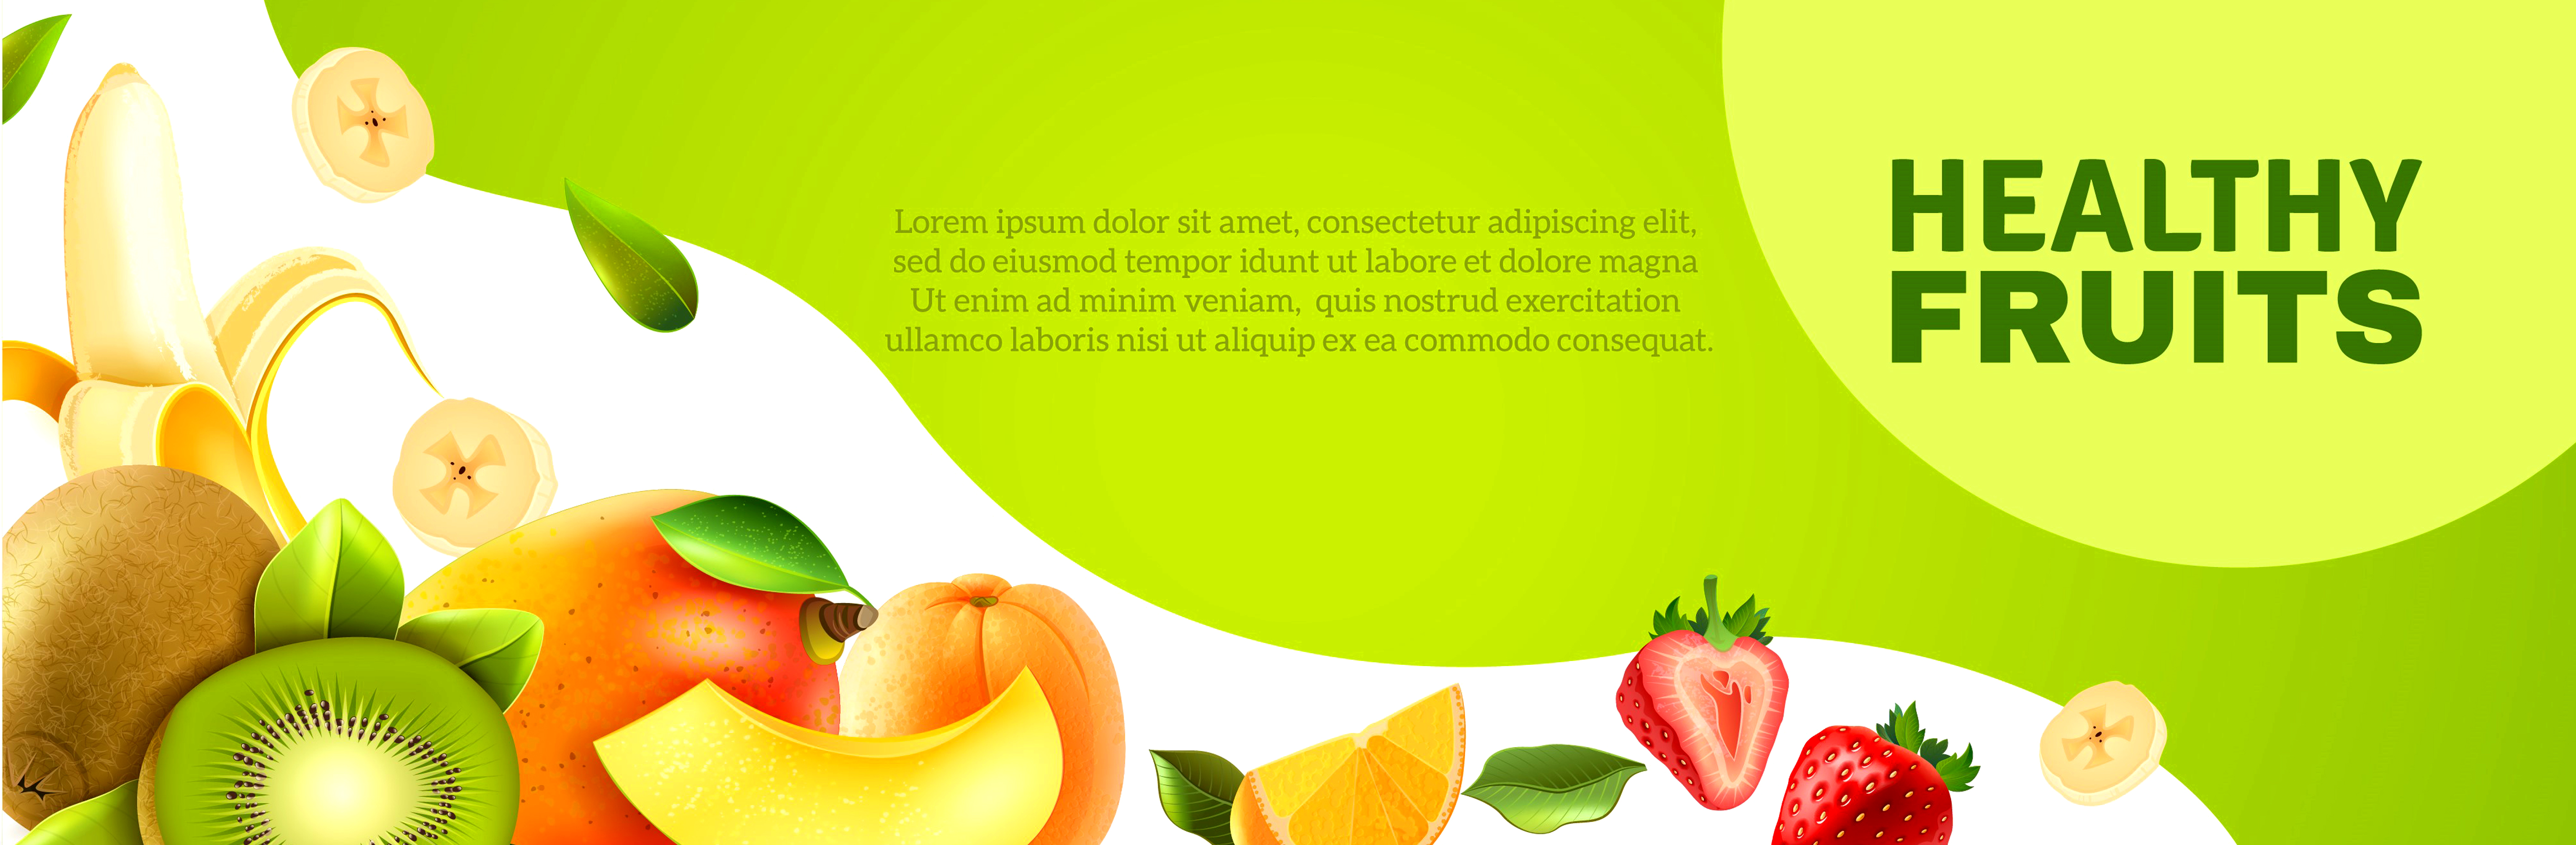 Lorem ipsum dolor sit amet, consectetur adipiscing elit,
sed do eiusmod tempor idunt ut labore et dolore magna
Ut enim ad minim veniam,  quis nostrud exercitation
ullamco laboris nisi ut aliquip ex ea commodo consequat.
HEALTHY
FRUITS